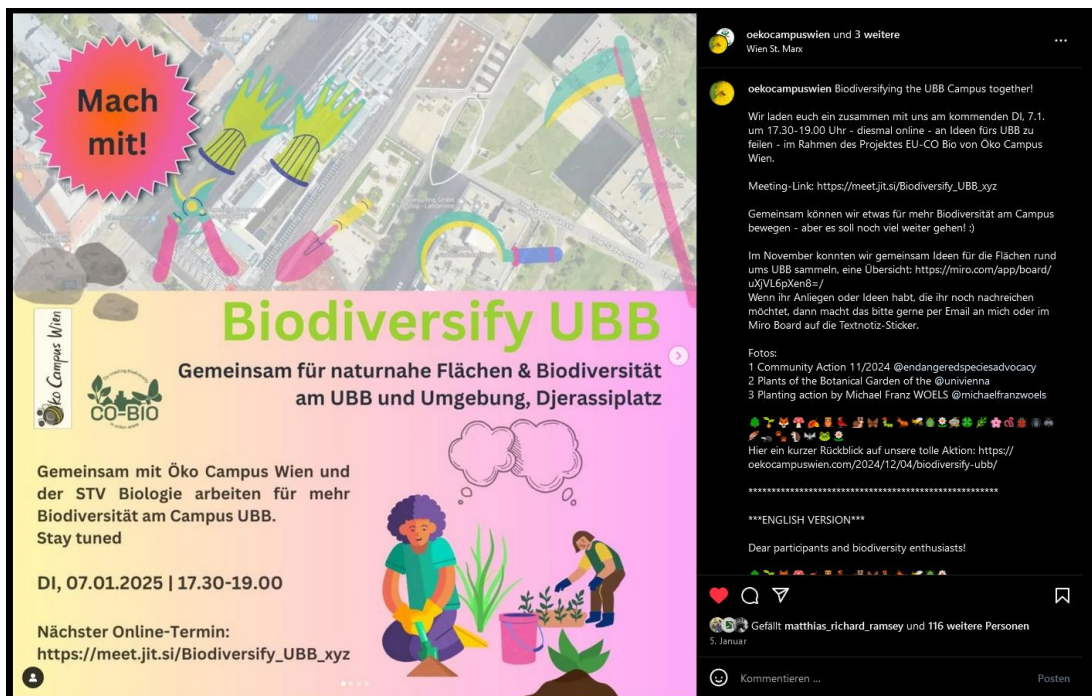 Mach
mit!
Biodiversify UBB
Gemeinsam für naturnahe Flächen & Biodiversität
am UBB und Umgebung, Djerassiplatz
Öko Campus Wien
CO-BIO
Gemeinsam mit Öko Campus Wien und
der STV Biologie arbeiten für mehr
Biodiversität am Campus UBB.
Stay tuned
DI, 07.01.2025 | 17.30-19.00
Nächster Online-Termin:
https://meet.jit.si/Biodiversify_UBB_xyz
oekocampuswien und 3 weitere
Wien St. Marx
oekocampuswien Biodiversifying the UBB Campus together!
Wir laden euch ein zusammen mit uns am kommenden DI, 7.1.
um 17.30-19.00 Uhr - diesmal online - an Ideen fürs UBB zu
feilen - im Rahmen des Projektes EU-CO Bio von Öko Campus
Wien.
Meeting-Link: https://meet.jit.si/Biodiversify_UBB_xyz
Gemeinsam können wir etwas für mehr Biodiversität am Campus
bewegen - aber es soll noch viel weiter gehen! :)
Im November konnten wir gemeinsam Ideen für die Flächen rund
ums UBB sammeln, eine Übersicht: https://miro.com/app/board/
uXjVL6pXen8=/
Wenn ihr Anliegen oder Ideen habt, die ihr noch nachreichen
möchtet, dann macht das bitte gerne per Email an mich oder im
Miro Board auf die Textnotiz-Sticker.
Fotos:
1 Community Action 11/2024 @endangeredspeciesadvocacy
2 Plants of the Botanical Garden of the @univienna
3 Planting action by Michael Franz WOELS @michaelfranzwoels
Hier ein kurzer Rückblick auf unsere tolle Aktion: https://
oekocampuswien.com/2024/12/04/biodiversify-ubb/
*****************************************************
***ENGLISH VERSION***
Dear participants and biodiversity enthusiasts!
Gefällt matthias_richard_ramsey und 116 weitere Personen
5. Januar
Kommentieren ...
Posten